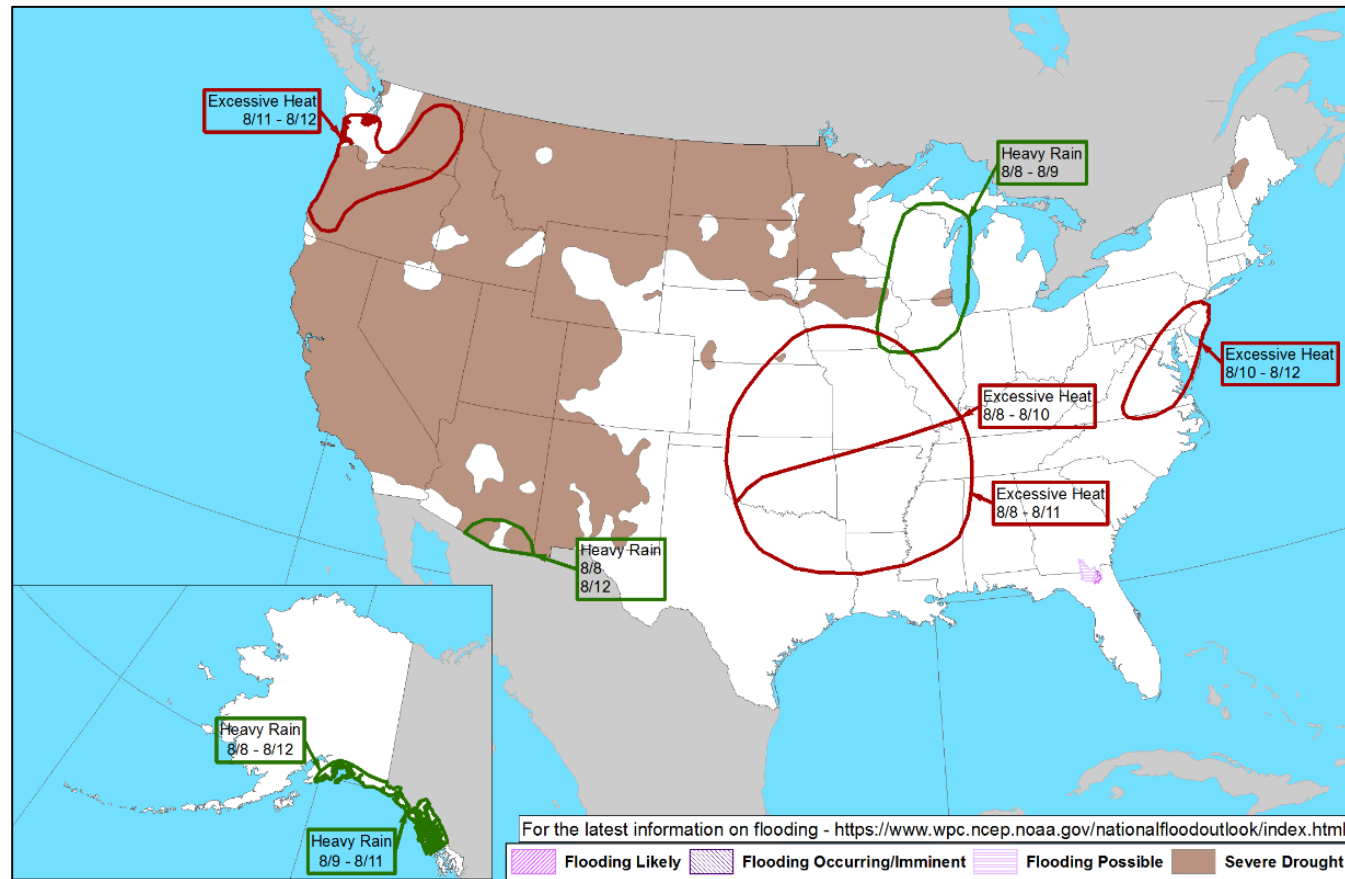 Excessive Heat
8/11 - 8/12
Heavy Rain
8/8 - 8/9
Excessive Heat
8/10 - 8/12
Excessive Heat
8/8 - 8/10
Excessive Heat
8/8 - 8/11
Heavy Rain
8/8
8/12
Heavy Rain
8/8 - 8/12
Heavy Rain
8/9 - 8/11
For the latest information on flooding - https://www.wpc.ncep.noaa.gov/nationalfloodoutlook/index.html
Flooding Likely
Flooding Occurring/Imminent
Flooding Possible
Severe Drought